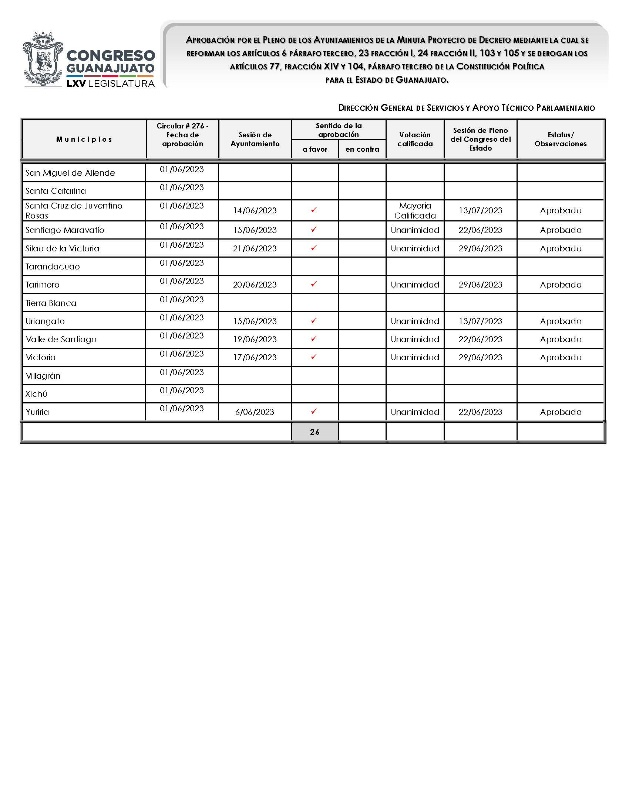 CONGRESO
GUANAJUATO
LXV LEGISLATURA
APROBACIÓN POR EL PLENO DE LOS AYUNTAMIENTOS DE LA MINUTA PROYECTO DE DECRETO MEDIANTE LA CUAL SE
REFORMAN LOS ARTÍCULOS 6 PÁRRAFO TERCERO, 23 FRACCIÓN I, 24 FRACCIÓN II, 103 Y 105 Y SE DEROGAN LOS
ARTÍCULOS 77, FRACCIÓN XIV Y 104, PÁRRAFO TERCERO DE LA CONSTITUCIÓN POLÍTICA
PARA EL ESTADO DE GUANAJUATO.
DIRECCIÓN GENERAL DE SERVICIOS Y APOYO TÉCNICO PARLAMENTARIO
Municipios | Circular # 276 - Fecha de aprobación | Sesión de Ayuntamiento | Sentido de la aprobación | a favor | en contra | Votación calificada | Sesión de Pleno del Congreso del Estado | Estatus/ Observaciones
San Miguel de Allende 01/06/2023
Santa Catarina 01/06/2023
Santa Cruz de Juventino Rosas 01/06/2023 14/06/2023 ✓ Mayoría Calificada 13/07/2023 Aprobada
Santiago Maravatío 01/06/2023 15/06/2023 ✓ Unanimidad 22/06/2023 Aprobada
Silao de la Victoria 01/06/2023 21/06/2023 ✓ Unanimidad 29/06/2023 Aprobada
Tarandacuao 01/06/2023
Tarimoro 01/06/2023 20/06/2023 ✓ Unanimidad 29/06/2023 Aprobada
Tierra Blanca 01/06/2023
Uriangato 01/06/2023 15/06/2023 ✓ Unanimidad 13/07/2023 Aprobada
Valle de Santiago 01/06/2023 19/06/2023 ✓ Unanimidad 22/06/2023 Aprobada
Victoria 01/06/2023 17/06/2023 ✓ Unanimidad 29/06/2023 Aprobada
Villagrán 01/06/2023
Xichú 01/06/2023
Yuriria 01/06/2023 6/06/2023 ✓ Unanimidad 22/06/2023 Aprobada
26